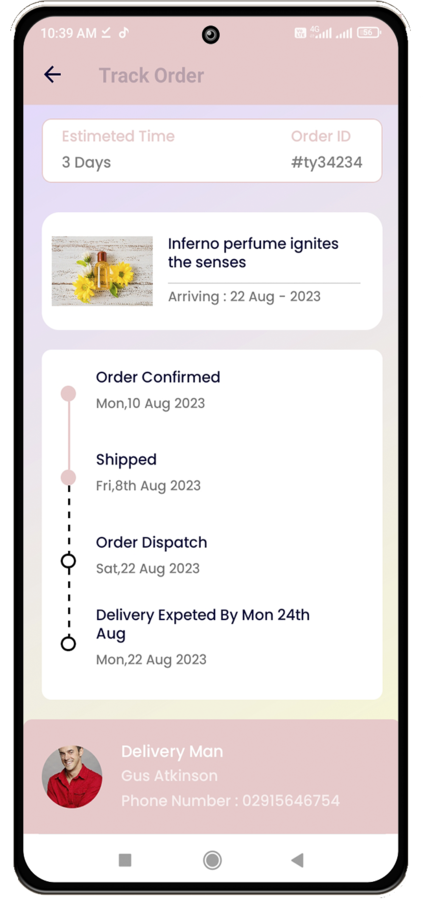 10:39 AM
4G
86
Track Order
Estimeted Time
Order ID
3 Days
#ty34234
Inferno perfume ignites
the senses
Arriving : 22 Aug - 2023
Order Confirmed
Mon,10 Aug 2023
Shipped
Fri,8th Aug 2023
Order Dispatch
Sat,22 Aug 2023
Delivery Expeted By Mon 24th
Aug
Mon,22 Aug 2023
Delivery Man
Gus Atkinson
Phone Number : 02915646754